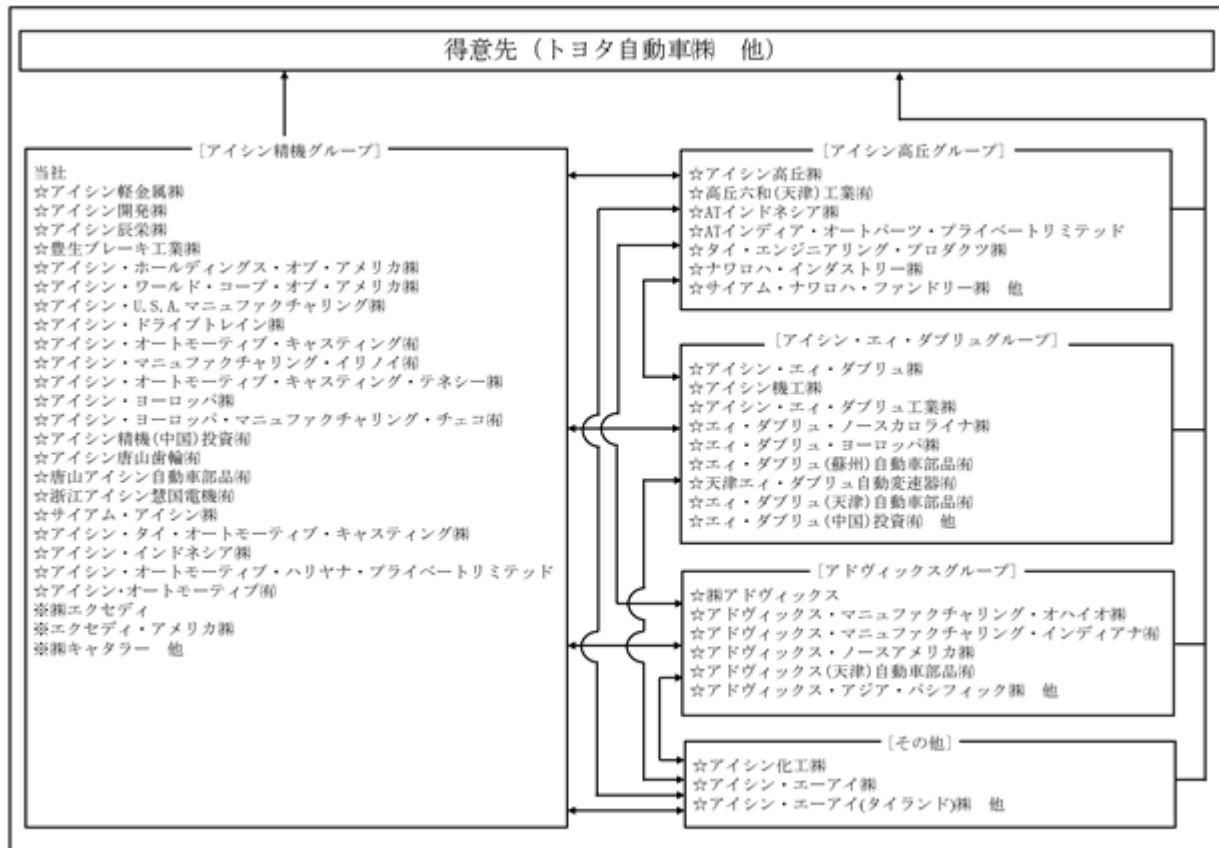 得意先（トヨタ自動車㈱　他）
［アイシン精機グループ］
当社
☆アイシン軽金属㈱
☆アイシン開発㈱
☆アイシン辰栄㈱
☆豊生ブレーキ工業㈱
☆アイシン・ホールディングス・オブ・アメリカ㈱
☆アイシン・ワールド・コープ・オブ・アメリカ㈱
☆アイシン・U.S.A.マニュファクチャリング㈱
☆アイシン・ドライブトレイン㈱
☆アイシン・オートモーティブ・キャスティング㈲
☆アイシン・マニュファクチャリング・イリノイ㈲
☆アイシン・オートモーティブ・キャスティング・テネシー㈱
☆アイシン・ヨーロッパ㈱
☆アイシン・ヨーロッパ・マニュファクチャリング・チェコ㈲
☆アイシン精機(中国)投資㈲
☆アイシン唐山歯輪㈲
☆唐山アイシン自動車部品㈲
☆浙江アイシン慧国電機㈲
☆サイアム・アイシン㈱
☆アイシン・タイ・オートモーティブ・キャスティング㈱
☆アイシン・インドネシア㈱
☆アイシン・オートモーティブ・ハリヤナ・プライベートリミテッド
☆アイシン・オートモーティブ㈲
※㈱エクセディ
※エクセディ・アメリカ㈱
※㈱キャタラー　他
［アイシン高丘グループ］
☆アイシン高丘㈱
☆高丘六和(天津)工業㈲
☆ATインドネシア㈱
☆ATインディア・オートパーツ・プライベートリミテッド
☆タイ・エンジニアリング・プロダクツ㈱
☆ナワロハ・インダストリー㈱
☆サイアム・ナワロハ・ファンドリー㈱　他
［アイシン・エィ・ダブリュグループ］
☆アイシン・エィ・ダブリュ㈱
☆アイシン機工㈱
☆アイシン・エィ・ダブリュ工業㈱
☆エィ・ダブリュ・ノースカロライナ㈱
☆エィ・ダブリュ・ヨーロッパ㈱
☆エィ・ダブリュ(蘇州)自動車部品㈲
☆天津エィ・ダブリュ自動変速器㈲
☆エィ・ダブリュ(天津)自動車部品㈲
☆エィ・ダブリュ(中国)投資㈲　他
［アドヴィックスグループ］
☆㈱アドヴィックス
☆アドヴィックス・マニュファクチャリング・オハイオ㈱
☆アドヴィックス・マニュファクチャリング・インディアナ㈲
☆アドヴィックス・ノースアメリカ㈱
☆アドヴィックス(天津)自動車部品㈲
☆アドヴィックス・アジア・パシフィック㈱　他
［その他］
☆アイシン化工㈱
☆アイシン・エーアイ㈱
☆アイシン・エーアイ(タイランド)㈱　他